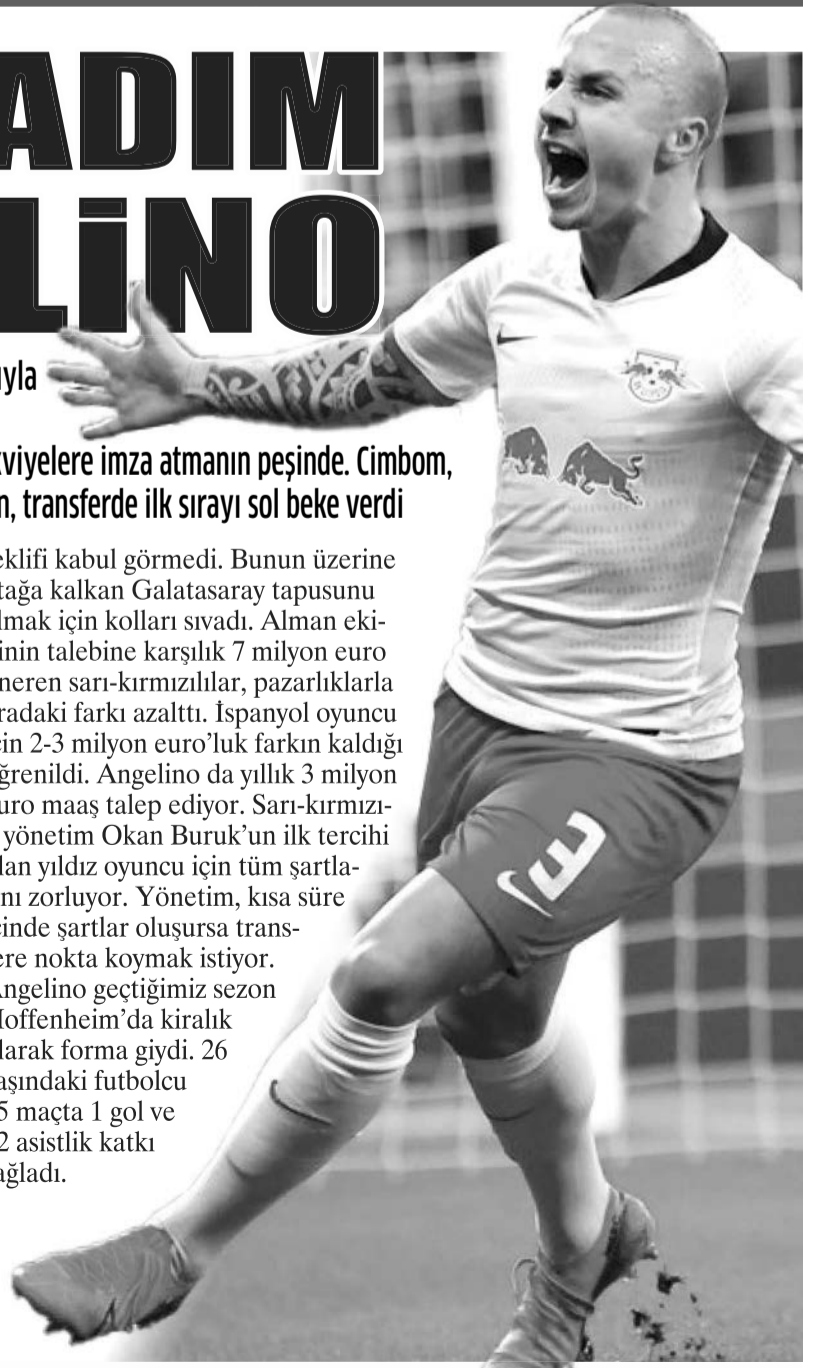 ADIM
LİNO
ıyla
kviyelere imza atmanın peşinde. Cimbom,
n, transferde ilk sırayı sol beke verdi
eklifi kabul görmedi. Bunun üzerine
tağa kalkan Galatasaray tapusunu
lmak için kolları sıvadı. Alman eki-
inin talebine karşılık 7 milyon euro
neren sarı-kırmızılılar, pazarlıklarla
radaki farkı azalttı. İspanyol oyuncu
çin 2-3 milyon euro’luk farkın kaldığı
ğrenildi. Angelino da yıllık 3 milyon
uro maaş talep ediyor. Sarı-kırmızı-
yönetim Okan Buruk’un ilk tercihi
lan yıldız oyuncu için tüm şartla-
nı zorluyor. Yönetim, kısa süre
çinde şartlar oluşursa trans-
ere nokta koymak istiyor.
Angelino geçtiğimiz sezon
Hoffenheim’da kiralık
larak forma giydi. 26
aşındaki futbolcu
5 maçta 1 gol ve
2 asistlik katkı
ağladı.
3